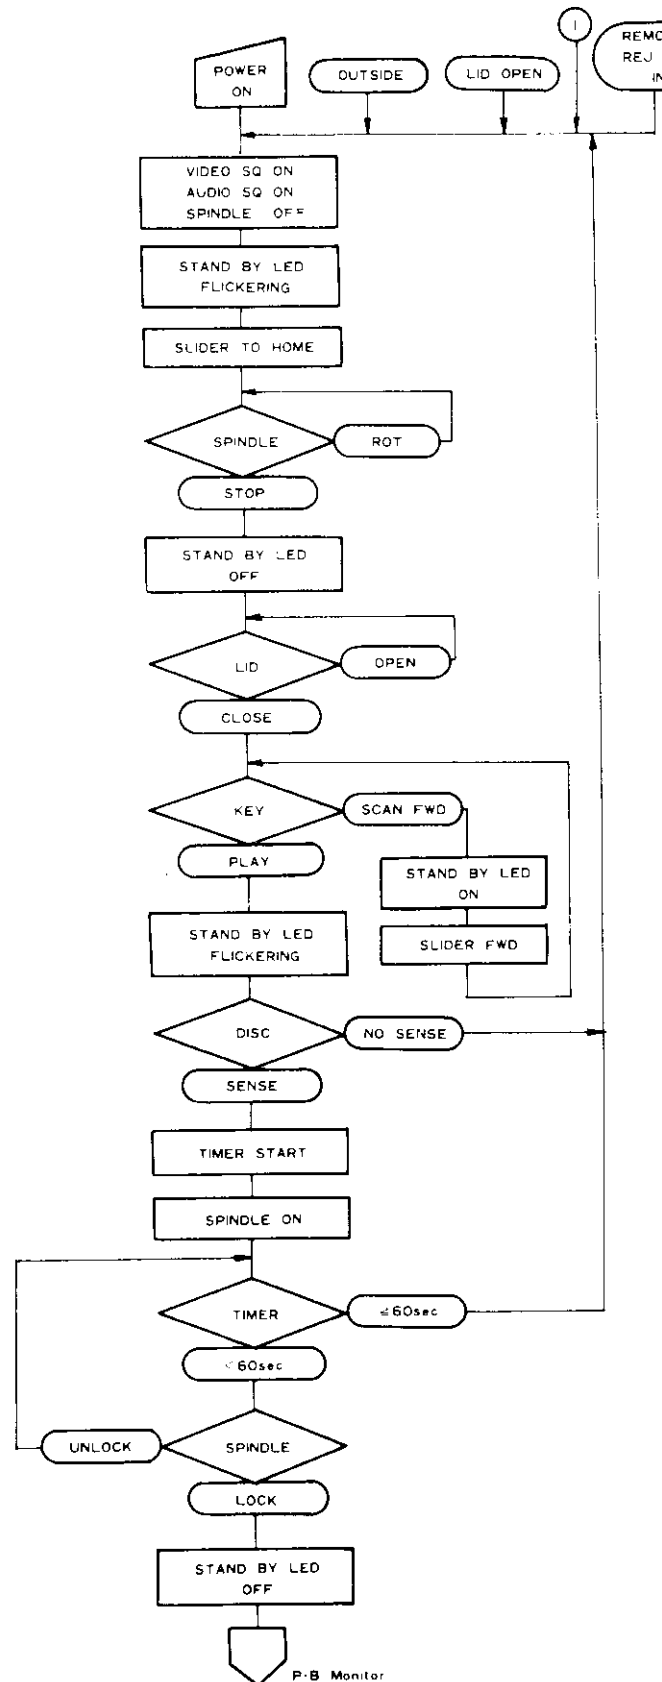 POWER
ON
OUTSIDE
LID OPEN
1
REMO
REJ
IN
VIDEO SQ ON
AUDIO SQ ON
SPINDLE OFF
STAND BY LED
FLICKERING
SLIDER TO HOME
SPINDLE
ROT
STOP
STAND BY LED
OFF
LID
OPEN
CLOSE
KEY
SCAN FWD
PLAY
STAND BY LED
ON
STAND BY LED
FLICKERING
SLIDER FWD
DISC
NO SENSE
SENSE
TIMER START
SPINDLE ON
TIMER
≤60sec
<60sec
UNLOCK
SPINDLE
LOCK
STAND BY LED
OFF
P-B Monitor